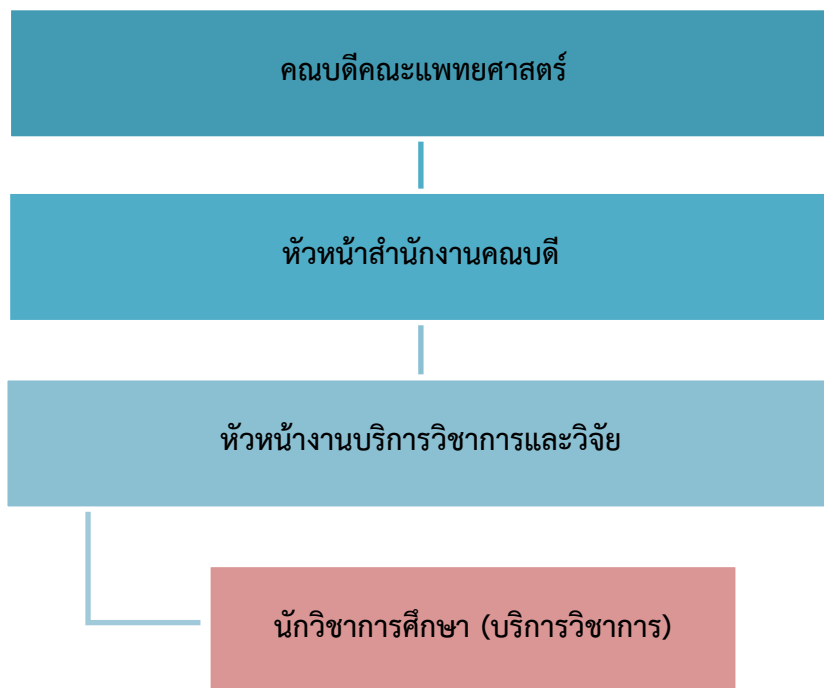 คณบดีคณะแพทยศาสตร์
หัวหน้าสำนักงานคณบดี
หัวหน้างานบริการวิชาการและวิจัย
นักวิชาการศึกษา (บริการวิชาการ)